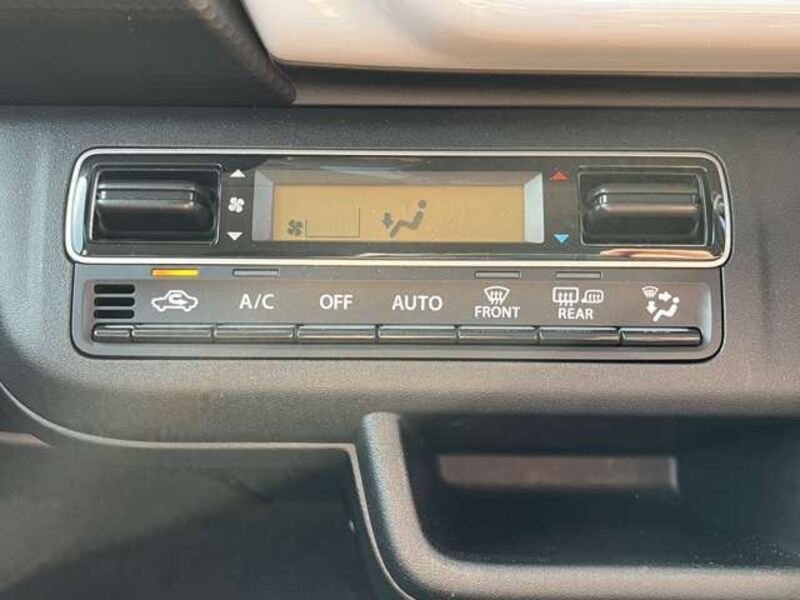 A/C OFF AUTO FRONT REAR